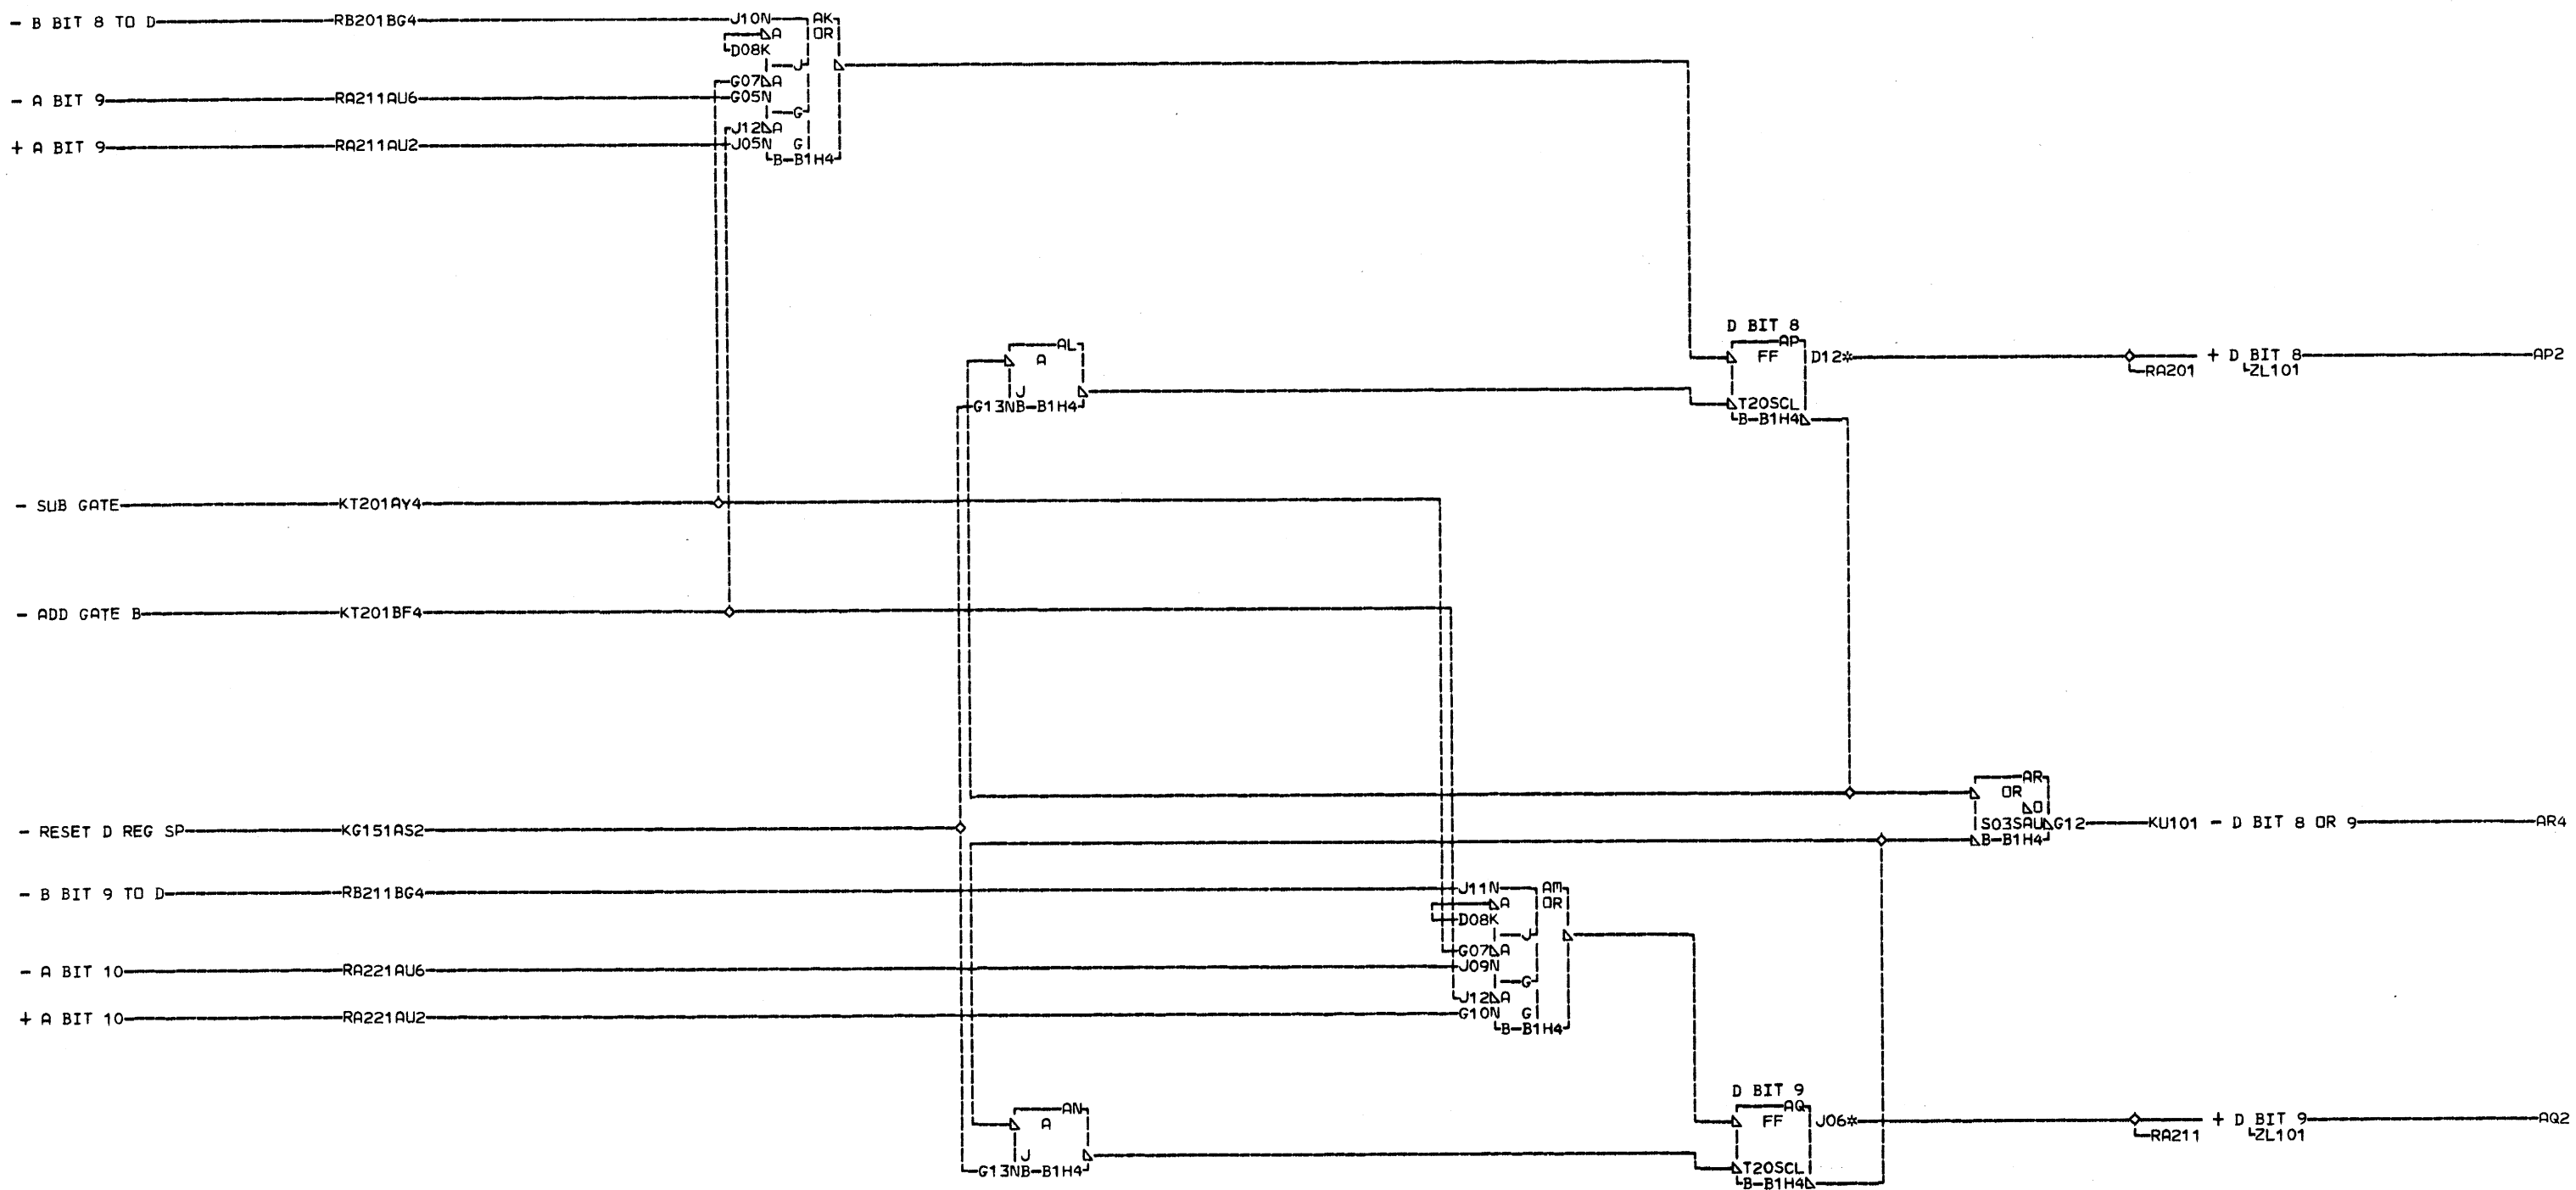 - B BIT 8 TO D RB201BG4 J10N AK
A OR
D08K
J
G07 A
- A BIT 9 RA211AU6 G05N
G
J12 A
+ A BIT 9 RA211AU2 J05N G
B-B1H4
D BIT 8
AL AP
A FF D12* + D BIT 8 AP2
RA201 ZL101
J
G13NB-B1H4 T20SCL
B-B1H4
- SUB GATE KT201AY4
- ADD GATE B KT201BF4
AR
OR
O
- RESET D REG SP KG151AS2 S03SAU G12 KU101 - D BIT 8 OR 9 AR4
B-B1H4
- B BIT 9 TO D RB211BG4 J11N AM
A OR
D08K
J
G07 A
- A BIT 10 RA221AU6 J09N
G
J12 A
+ A BIT 10 RA221AU2 G10N G
B-B1H4
D BIT 9
AN AQ
A FF J06* + D BIT 9 AQ2
RA211 ZL101
J
G13NB-B1H4 T20SCL
B-B1H4